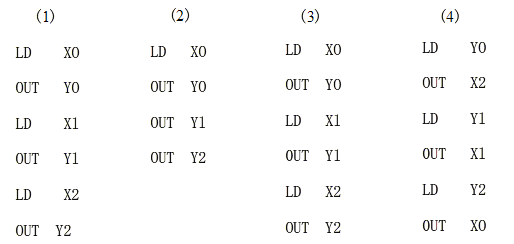 (1) (2) (3) (4)
LD X0 LD X0 LD X0 LD Y0
OUT Y0 OUT Y0 OUT Y0 OUT X2
LD X1 OUT Y1 LD X1 LD Y1
OUT Y1 OUT Y2 OUT Y1 OUT X1
LD X2 LD X2 LD Y2
OUT Y2 OUT Y2 OUT X0